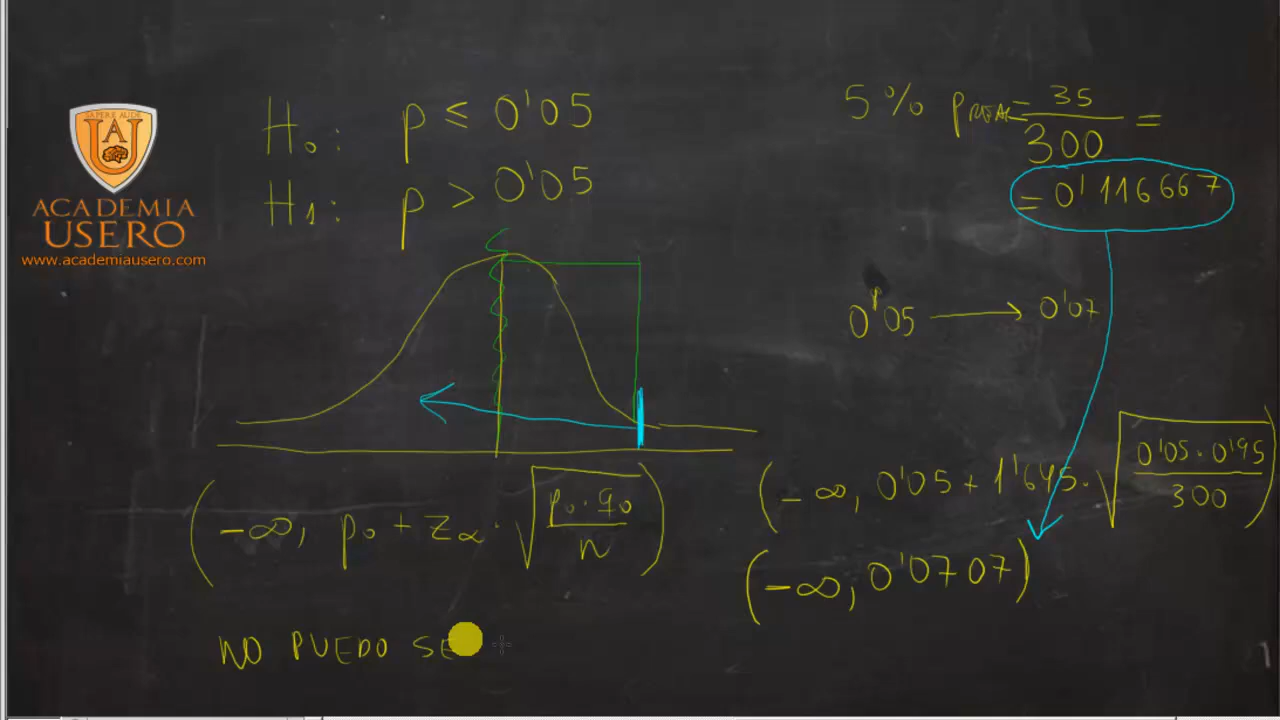 SAPERE AUDE
UA
ACADEMIA
USERO
www.academiausero.com
H₀: p ≤ 0'05
H₁: p > 0'05
5% p = 35/300 =
= 0'116667
0'05 → 0'07
(-∞, p₀ + Z_α · √(p₀·q₀/n))
(-∞, 0'05 + 1'645 · √(0'05·0'95/300))
(-∞, 0'0707)
NO PUEDO SE